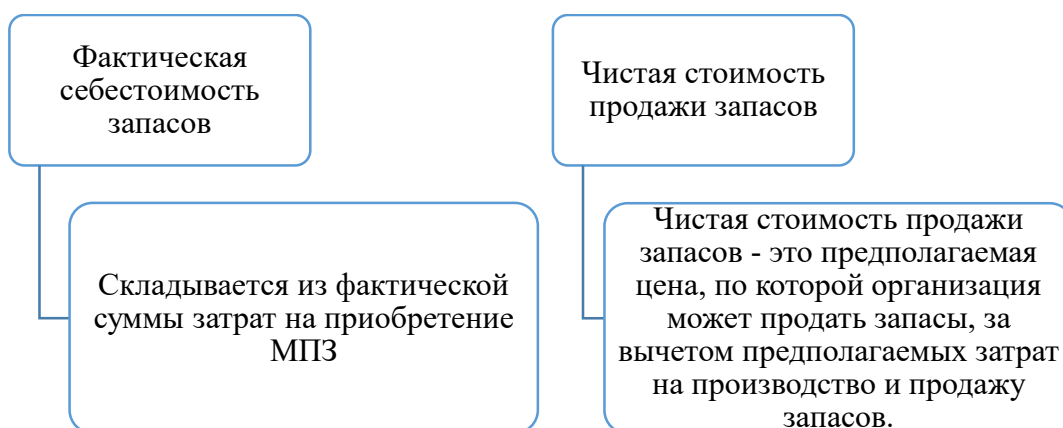 Фактическая
себестоимость
запасов
Складывается из фактической
суммы затрат на приобретение
МПЗ
Чистая стоимость
продажи запасов
Чистая стоимость продажи
запасов - это предполагаемая
цена, по которой организация
может продать запасы, за
вычетом предполагаемых затрат
на производство и продажу
запасов.